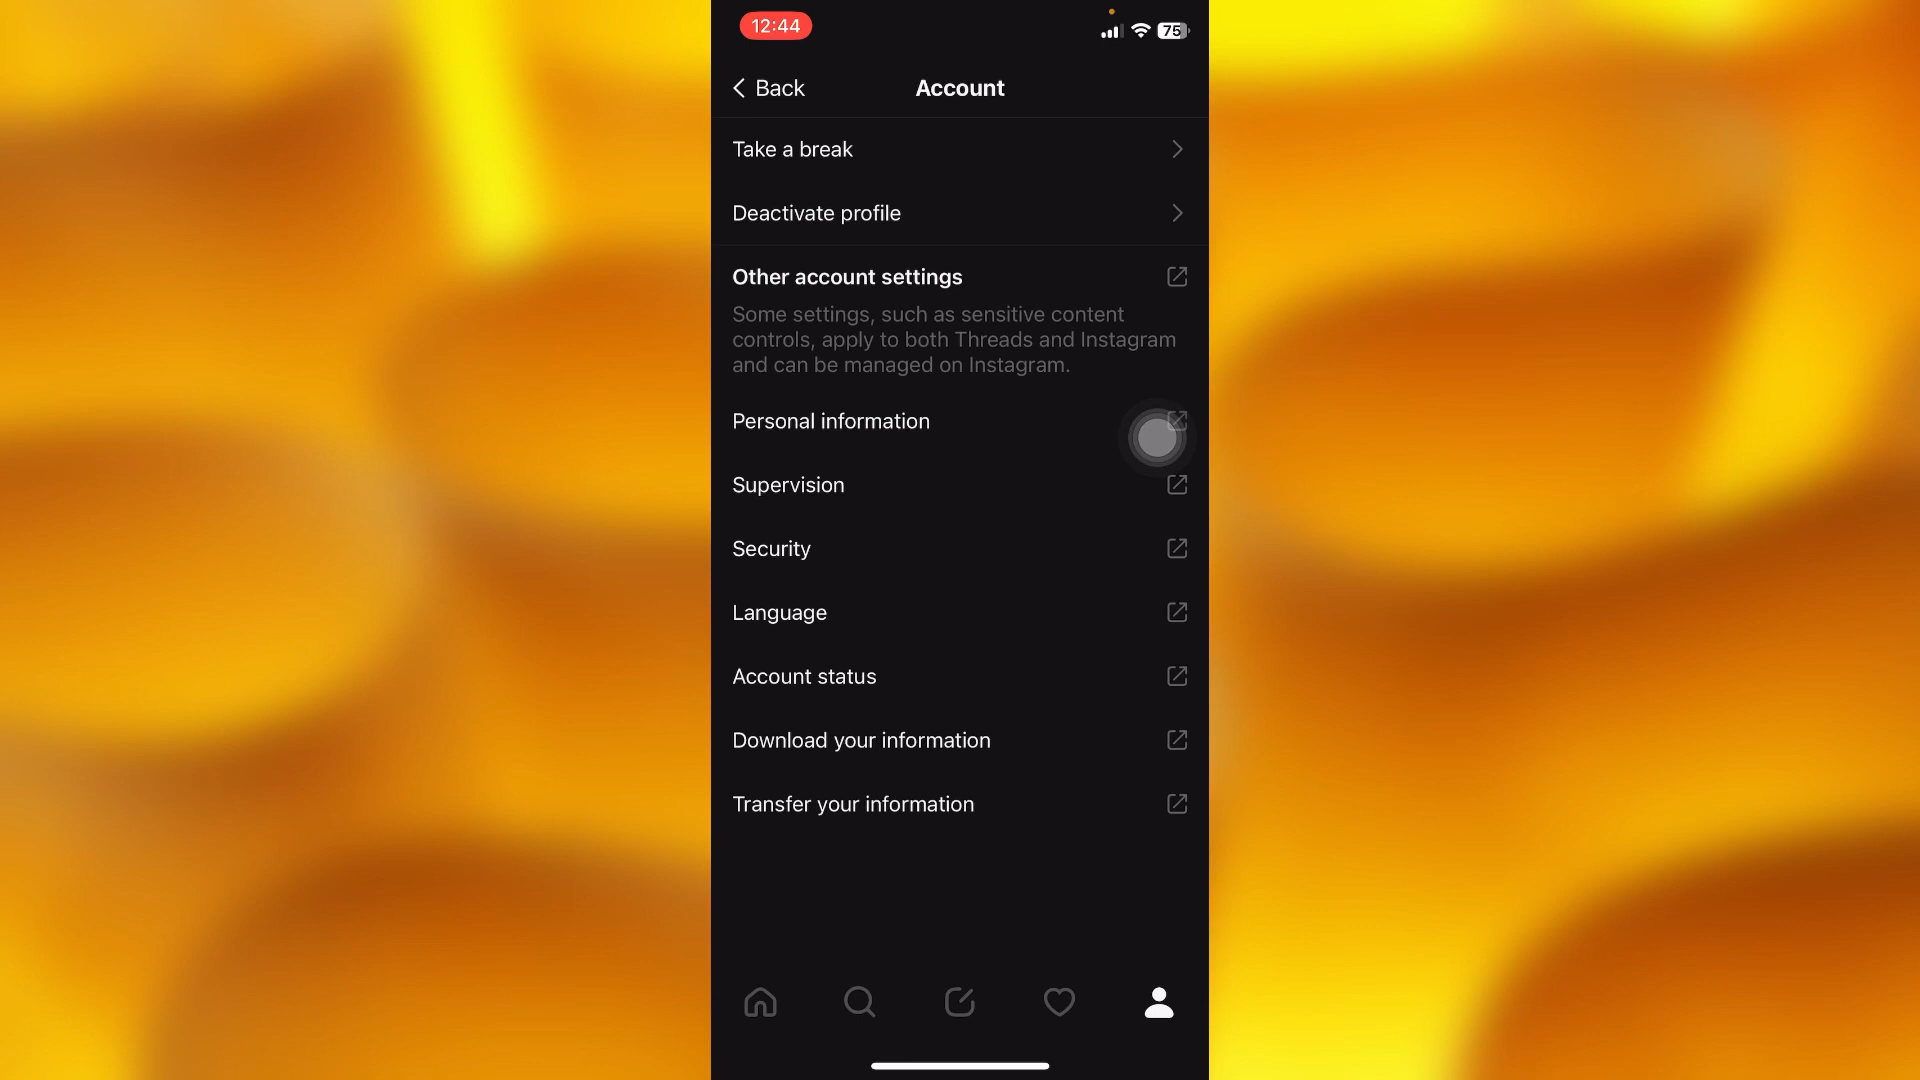 12:44
75
Back
Account
Take a break
Deactivate profile
Other account settings
Some settings, such as sensitive content
controls, apply to both Threads and Instagram
and can be managed on Instagram.
Personal information
Supervision
Security
Language
Account status
Download your information
Transfer your information